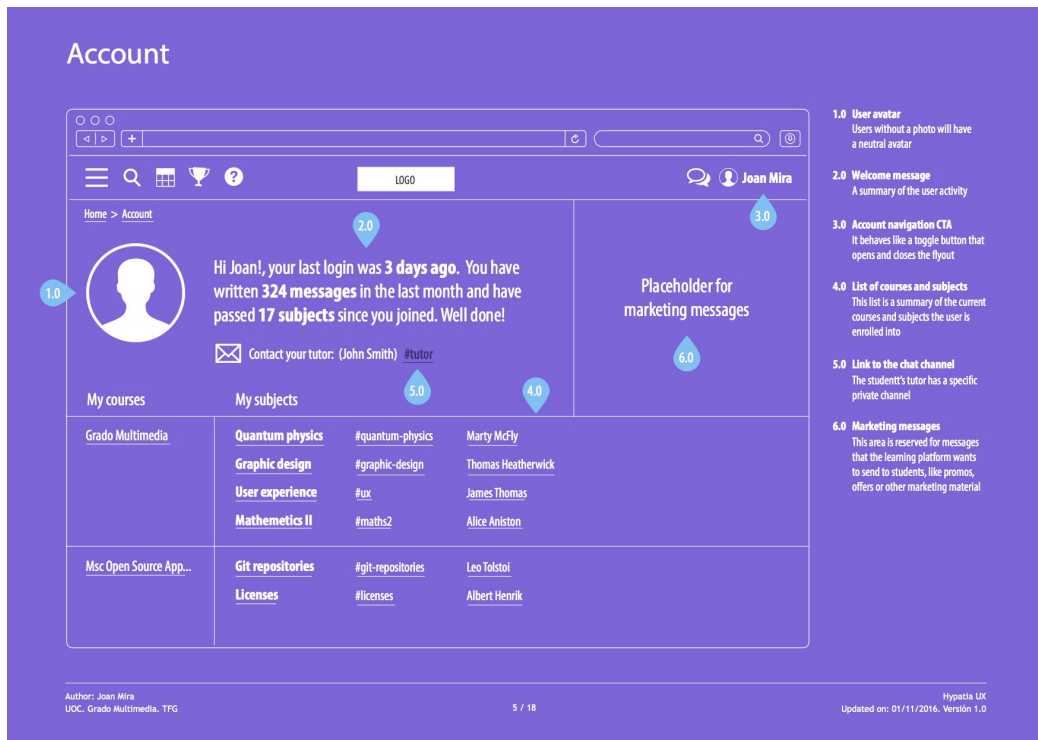 Account
LOGO
Joan Mira
Home > Account
1.0
2.0
3.0
Hi Joan!, your last login was 3 days ago. You have
written 324 messages in the last month and have
passed 17 subjects since you joined. Well done!
Contact your tutor: (John Smith) #tutor
5.0
4.0
Placeholder for
marketing messages
6.0
My courses
My subjects
Grado Multimedia
Quantum physics #quantum-physics Marty McFly
Graphic design #graphic-design Thomas Heatherwick
User experience #ux James Thomas
Mathemetics II #maths2 Alice Aniston
Msc Open Source App...
Git repositories #git-repositories Leo Tolstoi
Licenses #licenses Albert Henrik
1.0 User avatar
Users without a photo will have
a neutral avatar
2.0 Welcome message
A summary of the user activity
3.0 Account navigation CTA
It behaves like a toggle button that
opens and closes the flyout
4.0 List of courses and subjects
This list is a summary of the current
courses and subjects the user is
enrolled into
5.0 Link to the chat channel
The studentt's tutor has a specific
private channel
6.0 Marketing messages
This area is reserved for messages
that the learning platform wants
to send to students, like promos,
offers or other marketing material
Author: Joan Mira
UOC. Grado Multimedia. TFG
5 / 18
Hypatia UX
Updated on: 01/11/2016. Versión 1.0